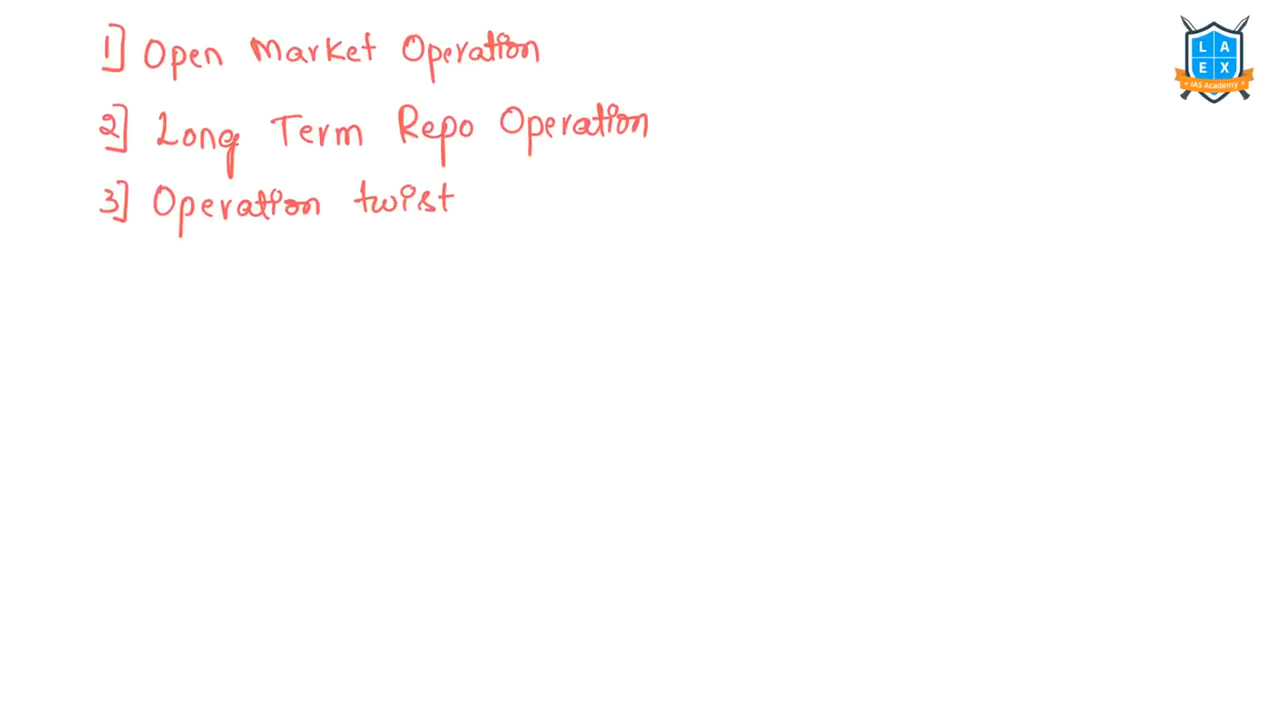 1] Open Market Operation
2] Long Term Repo Operation
3] Operation twist
L A
E X
IAS Academy